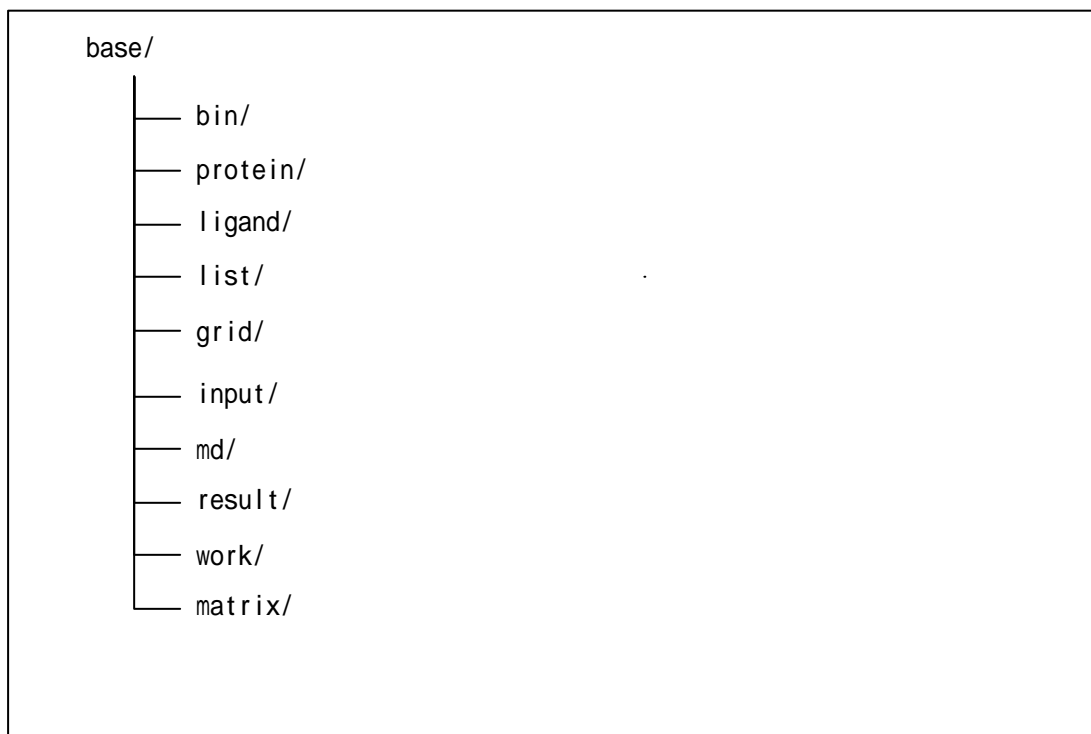 base/
bin/
protein/
ligand/
list/
grid/
input/
md/
result/
work/
matrix/